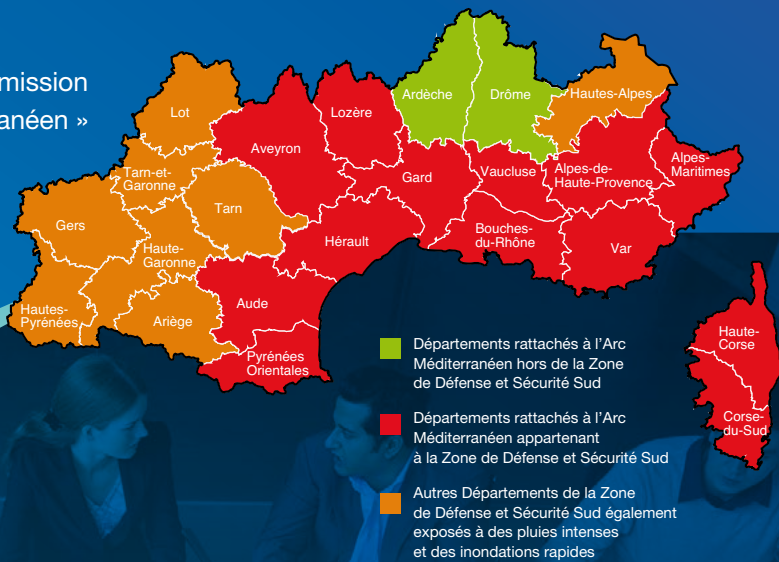 mission
anéen »
Ardèche
Drôme
Hautes-Alpes
Lot
Lozère
Aveyron
Tarn-et-
Garonne
Gard
Vaucluse
Alpes-de-
Haute-Provence
Alpes-
Maritimes
Gers
Tarn
Haute-
Garonne
Hérault
Bouches-
du-Rhône
Var
Hautes-
Pyrénées
Ariège
Aude
Pyrénées
Orientales
Haute-
Corse
Corse-
du-Sud
Départements rattachés à l’Arc
Méditerranéen hors de la Zone
de Défense et Sécurité Sud
Départements rattachés à l’Arc
Méditerranéen appartenant
à la Zone de Défense et Sécurité Sud
Autres Départements de la Zone
de Défense et Sécurité Sud également
exposés à des pluies intenses
et des inondations rapides